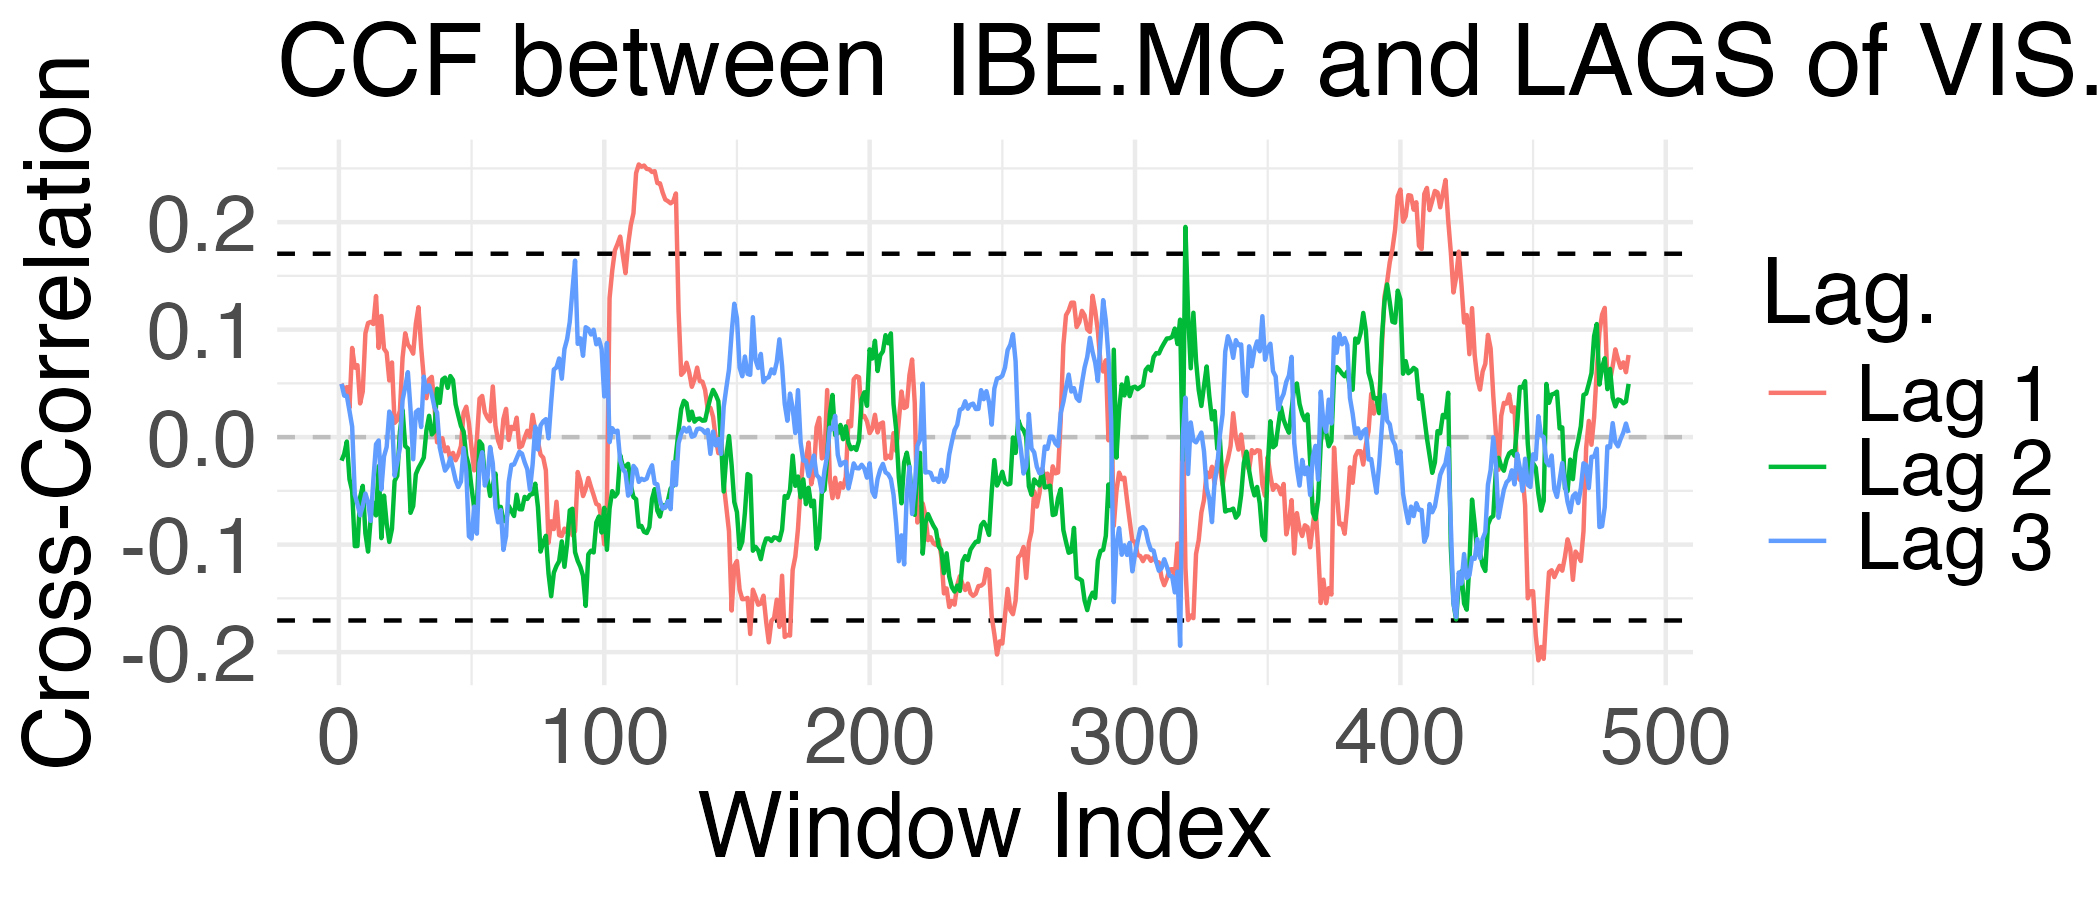 CCF between  IBE.MC and LAGS of VIS.
Cross-Correlation
0.2
0.1
0.0
-0.1
-0.2
0 100 200 300 400 500
Window Index
Lag.
Lag 1
Lag 2
Lag 3